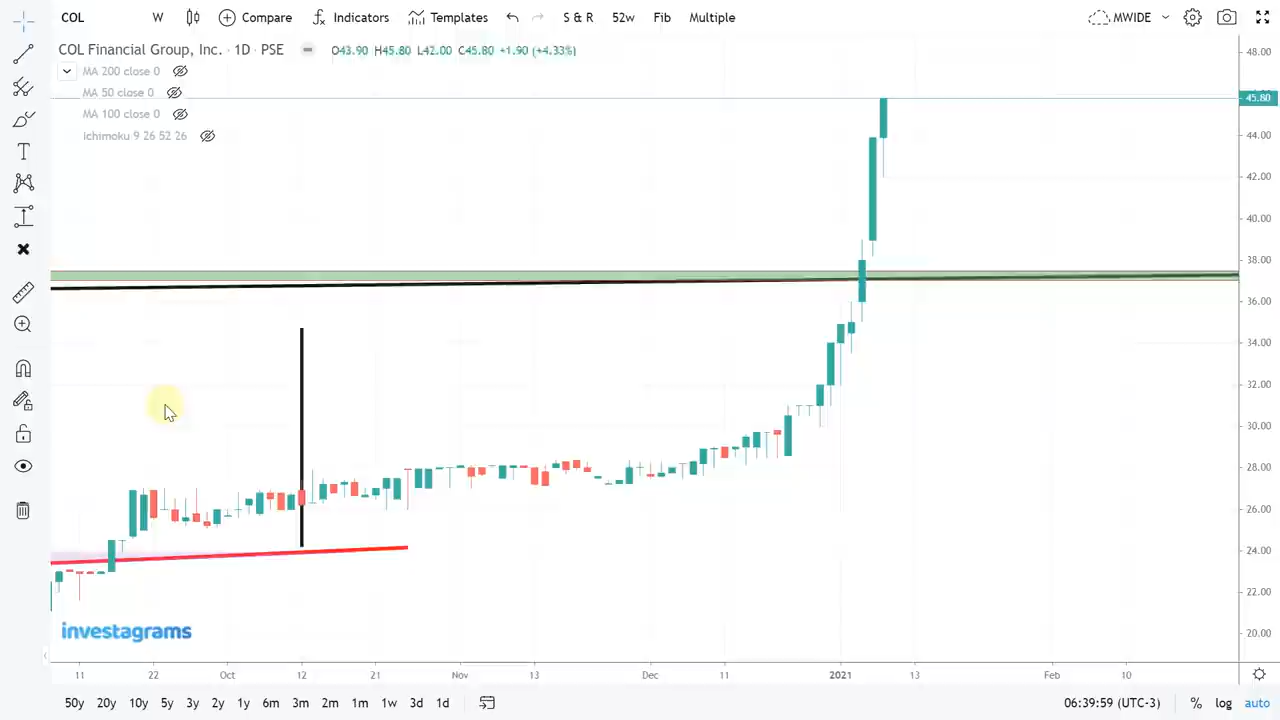 COL W Compare Indicators Templates S & R 52w Fib Multiple MWIDE
COL Financial Group, Inc. · 1D · PSE O43.90 H45.80 L42.00 C45.80 +1.90 (+4.33%)
MA 200 close 0
MA 50 close 0
MA 100 close 0
Ichimoku 9 26 52 26
48.00
45.80
44.00
42.00
40.00
38.00
36.00
34.00
32.00
30.00
28.00
26.00
24.00
22.00
20.00
investagrams
11 22 Oct 12 21 Nov 13 Dec 11 2021 13 Feb 10
50y 20y 10y 5y 3y 2y 1y 6m 3m 2m 1m 1w 3d 1d 06:39:59 (UTC-3) % log auto